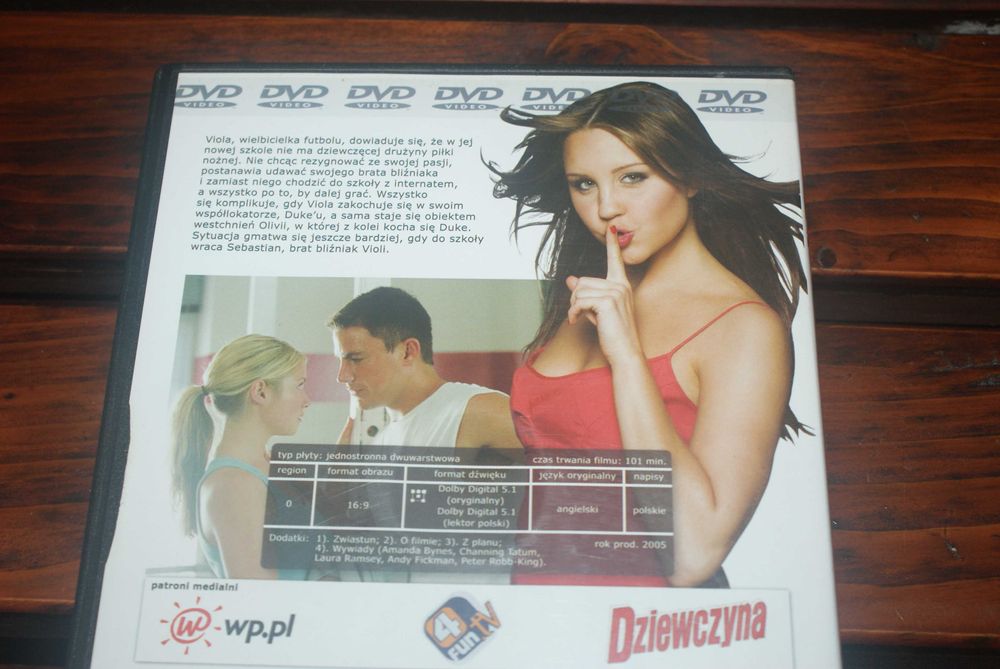 DVD VIDEO DVD VIDEO DVD VIDEO DVD VIDEO DVD VIDEO DVD VIDEO
Viola, wielbicielka futbolu, dowiaduje się, że w jej
nowej szkole nie ma dziewczęcej drużyny piłki
nożnej. Nie chcąc rezygnować ze swojej pasji,
postanawia udawać swojego brata bliźniaka
i zamiast niego chodzić do szkoły z internatem,
a wszystko po to, by dalej grać. Wszystko
się komplikuje, gdy Viola zakochuje się w swoim
współlokatorze, Duke'u, a sama staje się obiektem
westchnień Olivii, w której z kolei kocha się Duke.
Sytuacja gmatwa się jeszcze bardziej, gdy do szkoły
wraca Sebastian, brat bliźniak Violi.
typ płyty: jednostronna dwuwarstwowa czas trwania filmu: 101 min.
region format obrazu format dźwięku język oryginalny napisy
0 16:9 Dolby Digital 5.1
(oryginalny)
Dolby Digital 5.1
(lektor polski)
angielski polskie
Dodatki: 1). Zwiastun; 2). O filmie; 3). Z planu;
4). Wywiady (Amanda Bynes, Channing Tatum,
Laura Ramsey, Andy Fickman, Peter Robb-King).
rok prod. 2005
patroni medialni
w wp.pl
4 FUN TV
Dziewczyna